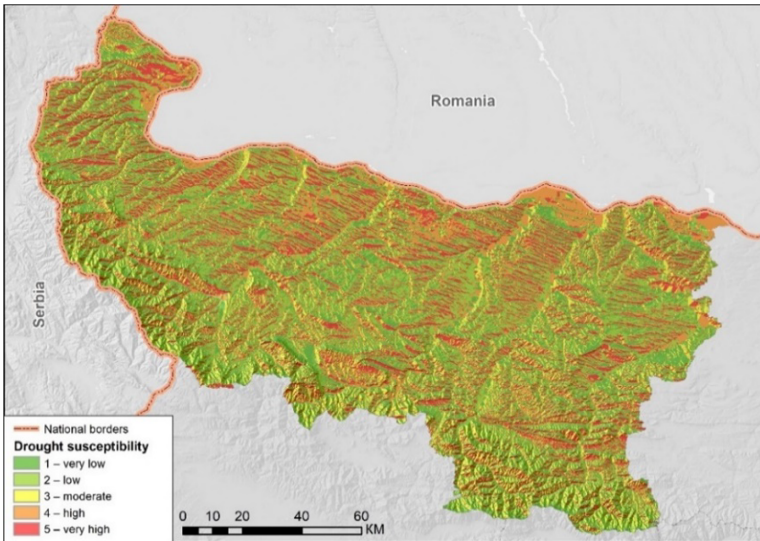 Romania
Serbia
National borders
Drought susceptibility
1 – very low
2 – low
3 – moderate
4 – high
5 – very high
0 10 20 40 60
KM